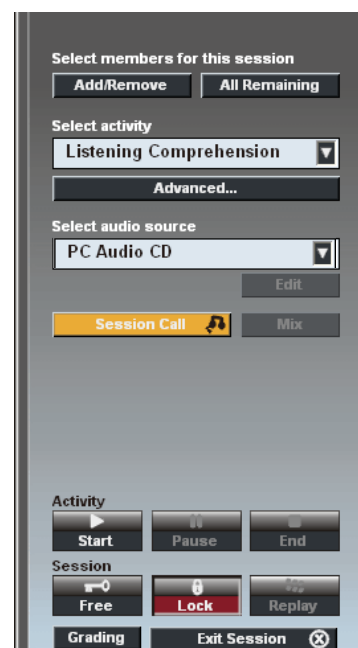 Select members for this session
Add/Remove All Remaining
Select activity
Listening Comprehension
Advanced...
Select audio source
PC Audio CD
Edit
Session Call Mix
Activity
Start Pause End
Session
Free Lock Replay
Grading Exit Session